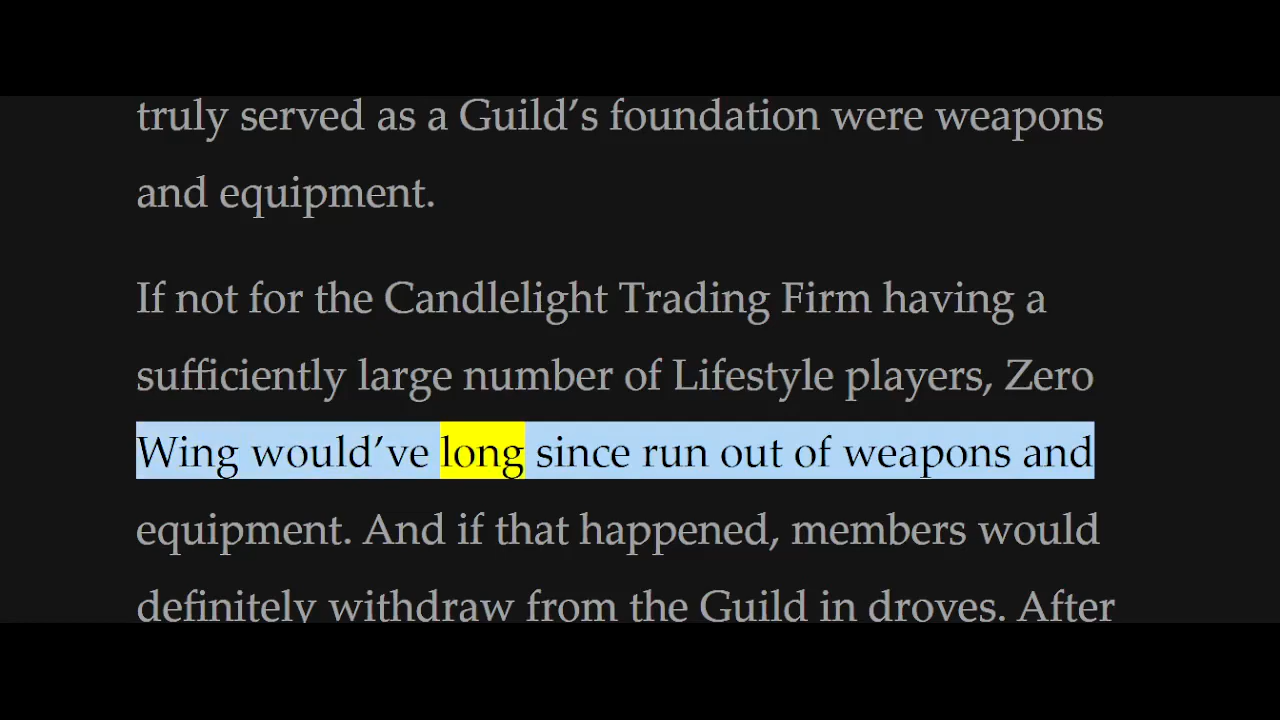 truly served as a Guild’s foundation were weapons
and equipment.
If not for the Candlelight Trading Firm having a
sufficiently large number of Lifestyle players, Zero
Wing would’ve long since run out of weapons and
equipment. And if that happened, members would
definitely withdraw from the Guild in droves. After